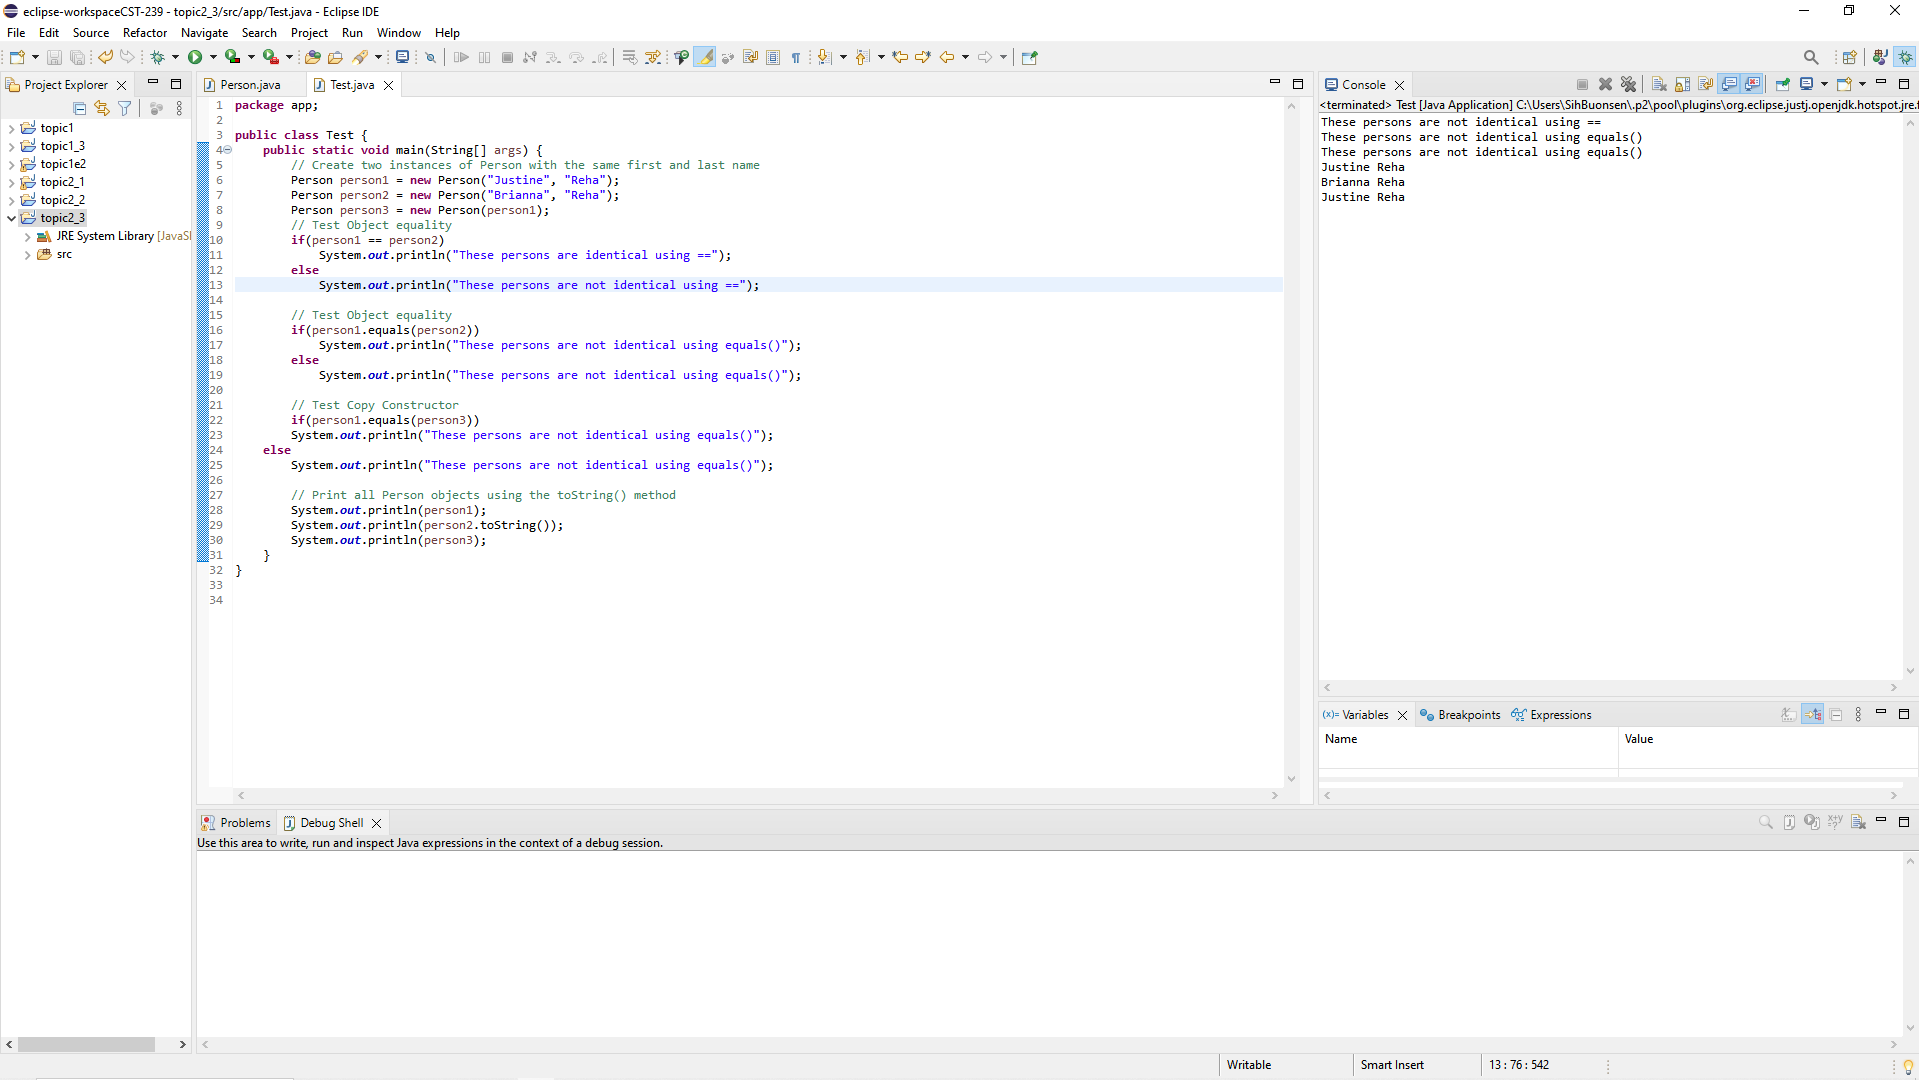 eclipse-workspaceCST-239 - topic2_3/src/app/Test.java - Eclipse IDE
File Edit Source Refactor Navigate Search Project Run Window Help
Project Explorer
topic1
topic1_3
topic1e2
topic2_1
topic2_2
topic2_3
JRE System Library [JavaS
src
Person.java
Test.java
1 package app;
2
3 public class Test {
4 public static void main(String[] args) {
5 // Create two instances of Person with the same first and last name
6 Person person1 = new Person("Justine", "Reha");
7 Person person2 = new Person("Brianna", "Reha");
8 Person person3 = new Person(person1);
9 // Test Object equality
10 if(person1 == person2)
11 System.out.println("These persons are identical using ==");
12 else
13 System.out.println("These persons are not identical using ==");
14
15 // Test Object equality
16 if(person1.equals(person2))
17 System.out.println("These persons are not identical using equals()");
18 else
19 System.out.println("These persons are not identical using equals()");
20
21 // Test Copy Constructor
22 if(person1.equals(person3))
23 System.out.println("These persons are not identical using equals()");
24 else
25 System.out.println("These persons are not identical using equals()");
26
27 // Print all Person objects using the toString() method
28 System.out.println(person1);
29 System.out.println(person2.toString());
30 System.out.println(person3);
31 }
32 }
33
34
Console
<terminated> Test [Java Application] C:\Users\SihBuonsen\.p2\pool\plugins\org.eclipse.justj.openjdk.hotspot.jre.f
These persons are not identical using ==
These persons are not identical using equals()
These persons are not identical using equals()
Justine Reha
Brianna Reha
Justine Reha
(x)= Variables
Breakpoints
Expressions
Name Value
Problems
Debug Shell
Use this area to write, run and inspect Java expressions in the context of a debug session.
Writable Smart Insert 13 : 76 : 542